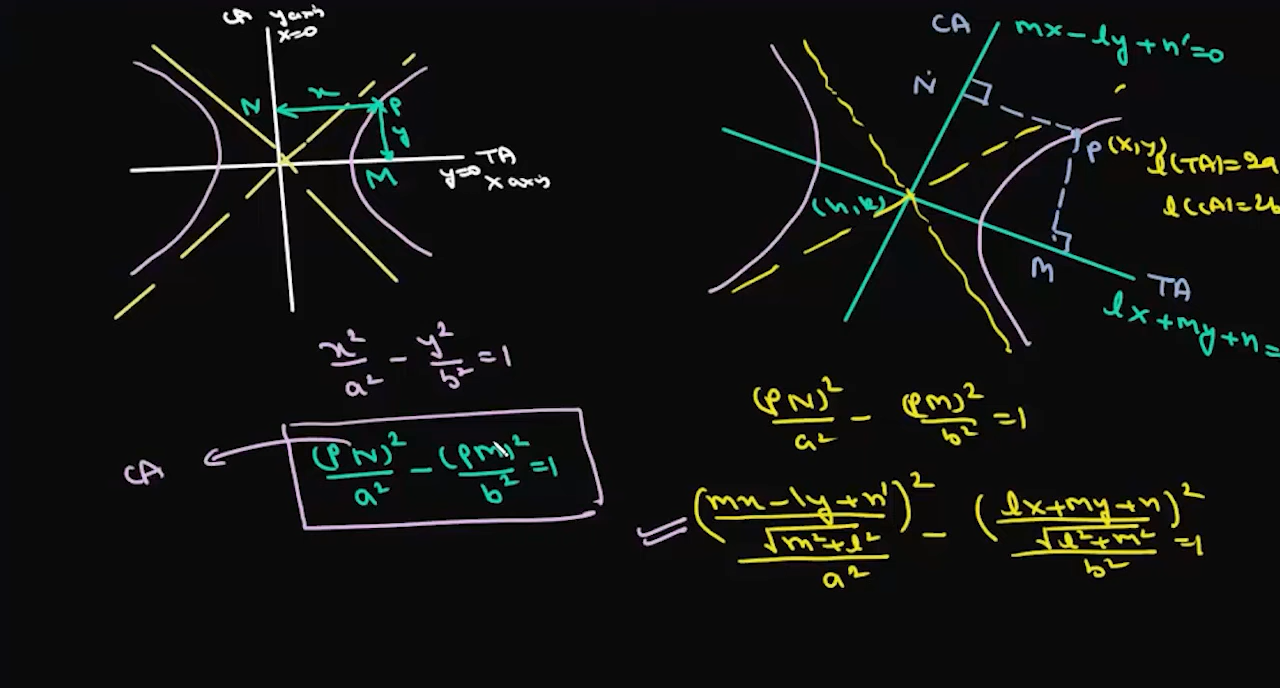 CA y axis
x=0
N
x
P
y
M
TA
y=0 x axis
x²/a² - y²/b² = 1
CA
(PN)²/a² - (PM)²/b² = 1
CA
mx - ly + n' = 0
N
P (x,y)
l(TA)=2a
l(CA)=2b
(h,k)
M
TA
lx + my + n =
(PN)²/a² - (PM)²/b² = 1
((mx - ly + n')/√m²+l²)²/a² - ((lx+my+n)/√l²+m²)²/b² = 1